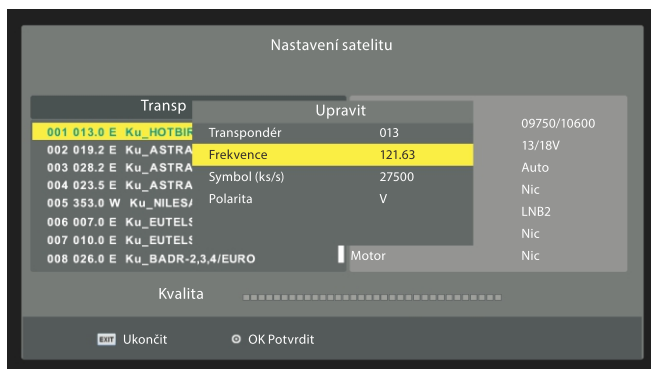 Nastavení satelitu
Transp
Upravit
001 013.0 E Ku_HOTBIR
002 019.2 E Ku_ASTRA
003 028.2 E Ku_ASTRA
004 023.5 E Ku_ASTRA
005 353.0 W Ku_NILESA
006 007.0 E Ku_EUTELS
007 010.0 E Ku_EUTELS
008 026.0 E Ku_BADR-2,3,4/EURO
Transpondér 013
Frekvence 121.63
Symbol (ks/s) 27500
Polarita V
09750/10600
13/18V
Auto
Nic
LNB2
Nic
Motor Nic
Kvalita
EXIT Ukončit OK Potvrdit